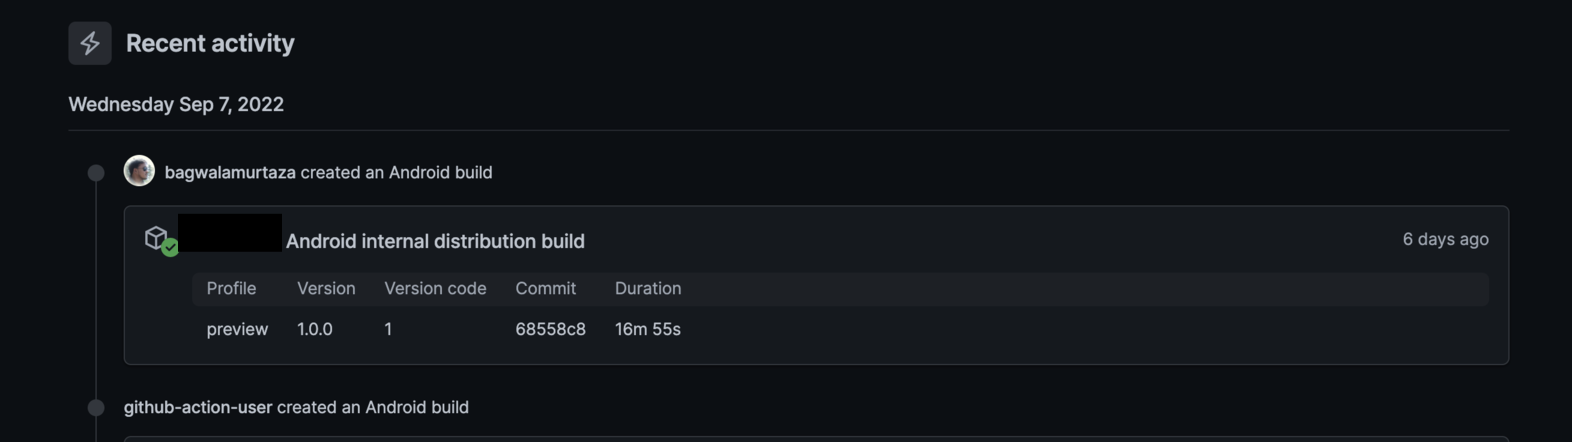 Recent activity
Wednesday Sep 7, 2022
bagwalamurtaza created an Android build
Android internal distribution build 6 days ago
Profile Version Version code Commit Duration
preview 1.0.0 1 68558c8 16m 55s
github-action-user created an Android build